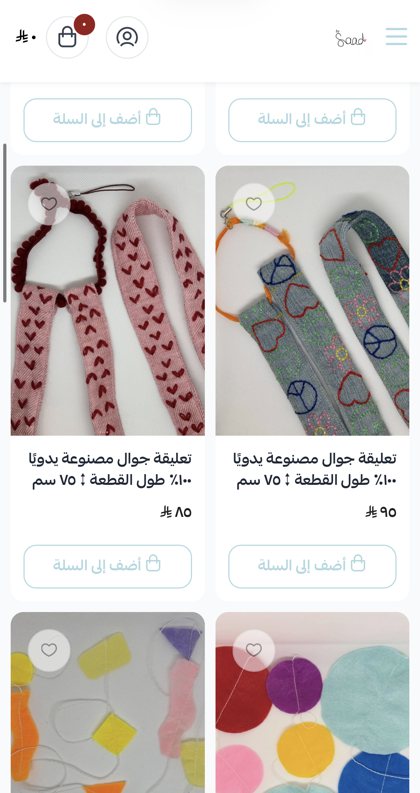 Saad
٠
٠
أضف إلى السلة
أضف إلى السلة
تعليقة جوال مصنوعة يدويًا
١٠٠٪ طول القطعة ↕ ٧٥ سم
٩٥
أضف إلى السلة
تعليقة جوال مصنوعة يدويًا
١٠٠٪ طول القطعة ↕ ٧٥ سم
٨٥
أضف إلى السلة